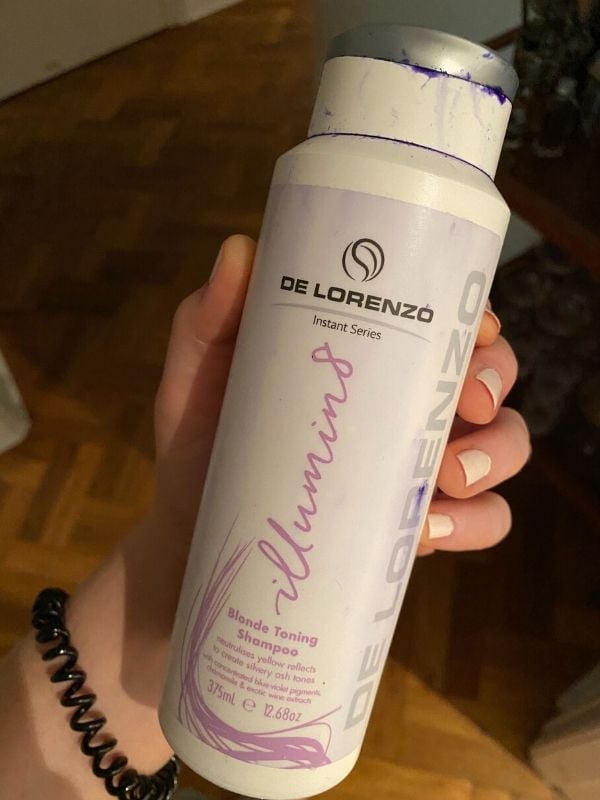 DE LORENZO
Instant Series
illumin8
Blonde Toning
Shampoo
neutralises yellow reflects
to create silvery ash tones
with concentrated blue-violet pigments,
chamomile & exotic wine extracts
375mL ℮ 12.68oz
DE LORENZO